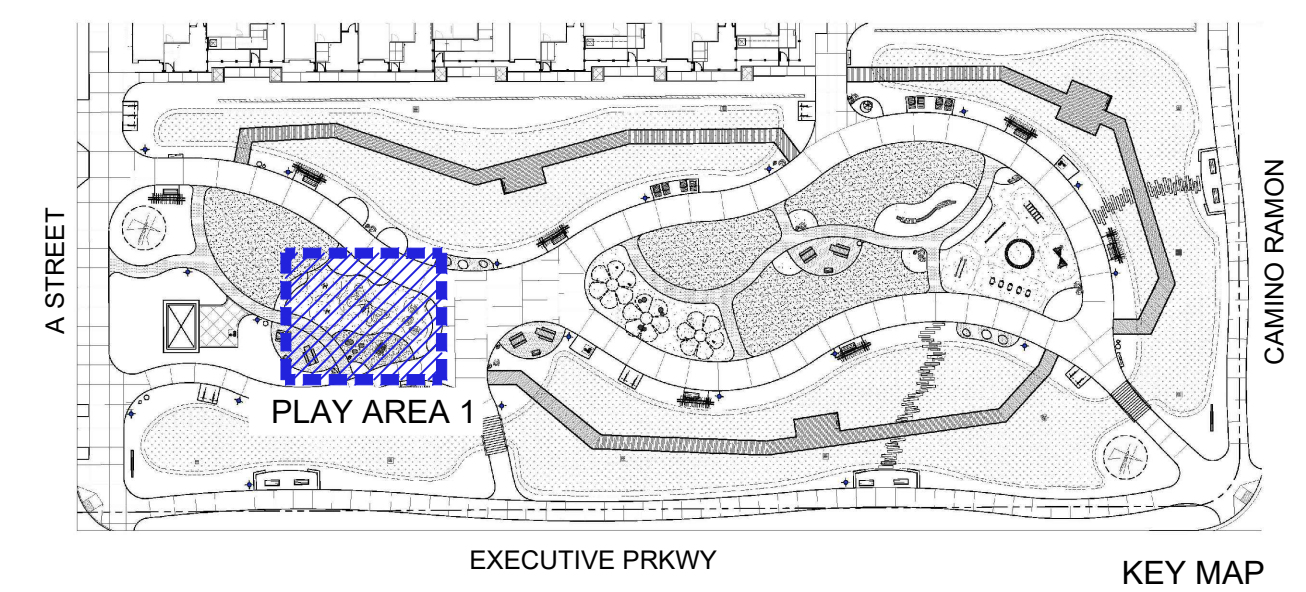 A STREET
CAMINO RAMON
PLAY AREA 1
EXECUTIVE PRKWY
KEY MAP